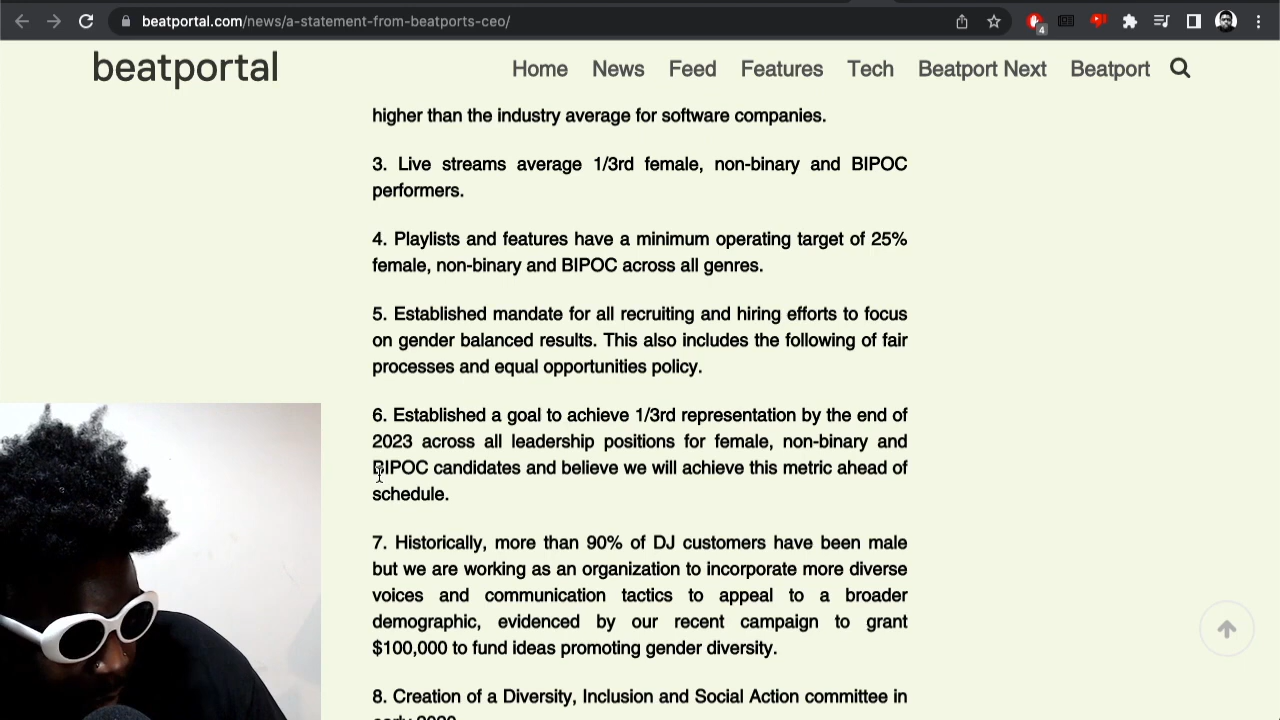 beatportal.com/news/a-statement-from-beatports-ceo/
4
beatportal
Home News Feed Features Tech Beatport Next Beatport
higher than the industry average for software companies.
3. Live streams average 1/3rd female, non-binary and BIPOC
performers.
4. Playlists and features have a minimum operating target of 25%
female, non-binary and BIPOC across all genres.
5. Established mandate for all recruiting and hiring efforts to focus
on gender balanced results. This also includes the following of fair
processes and equal opportunities policy.
6. Established a goal to achieve 1/3rd representation by the end of
2023 across all leadership positions for female, non-binary and
BIPOC candidates and believe we will achieve this metric ahead of
schedule.
7. Historically, more than 90% of DJ customers have been male
but we are working as an organization to incorporate more diverse
voices and communication tactics to appeal to a broader
demographic, evidenced by our recent campaign to grant
$100,000 to fund ideas promoting gender diversity.
8. Creation of a Diversity, Inclusion and Social Action committee in
early 2020